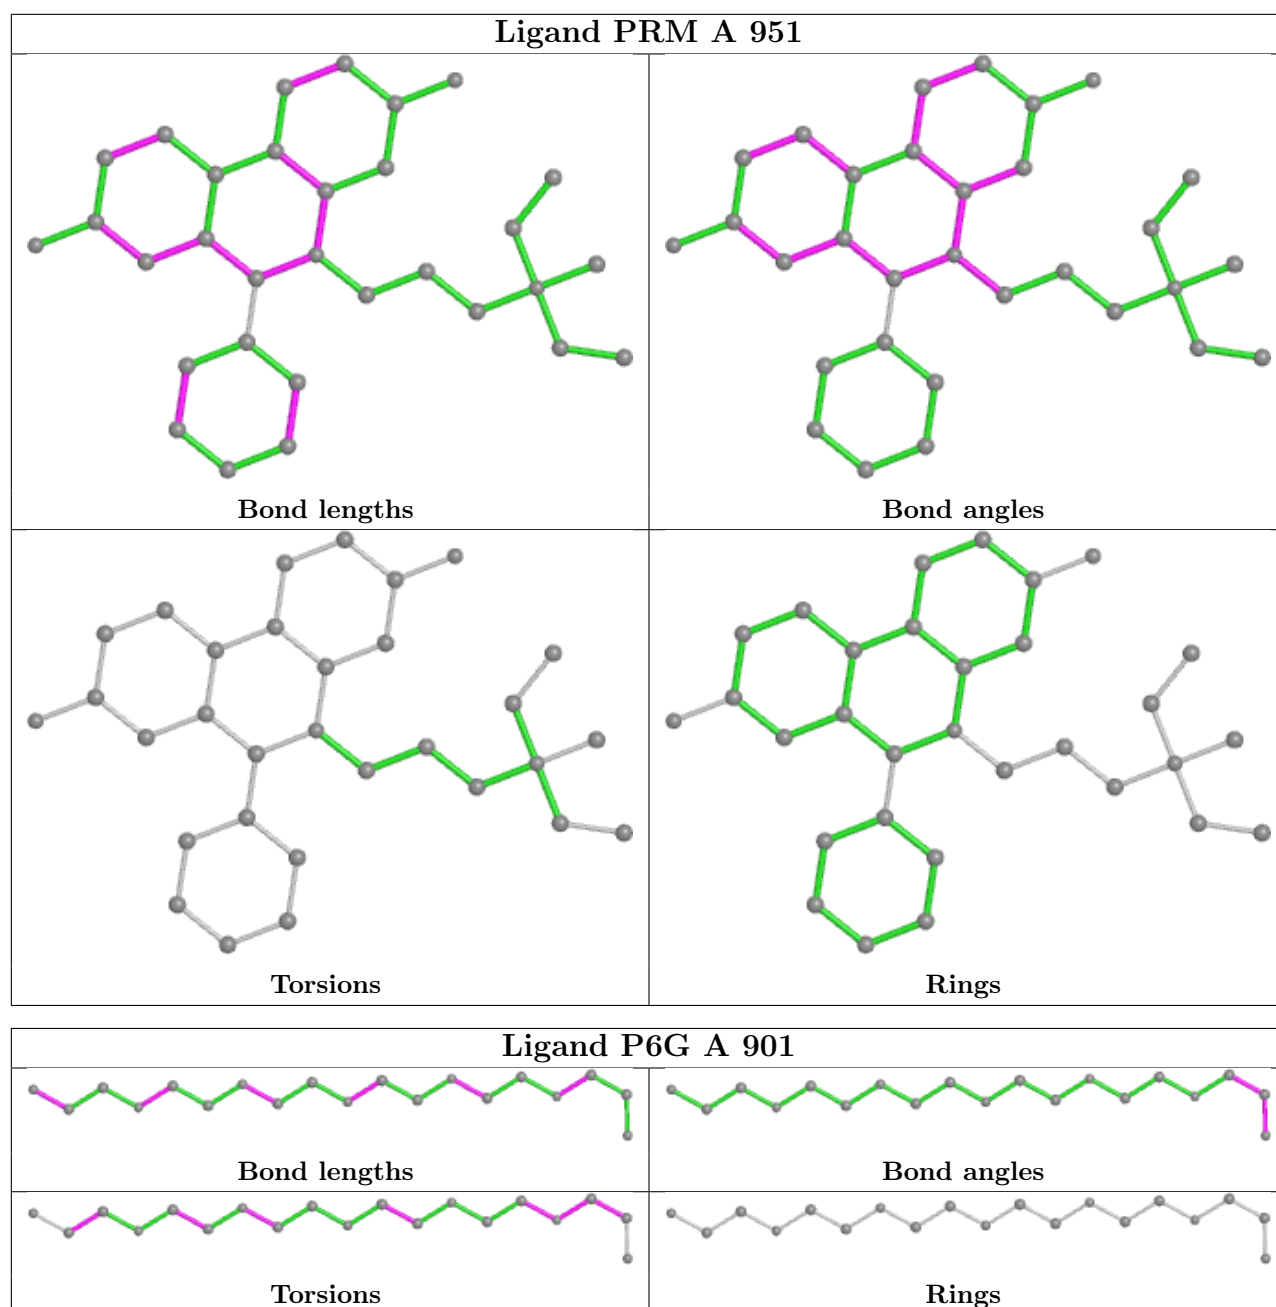 Ligand PRM A 951
Bond lengths
Bond angles
Torsions
Rings
Ligand P6G A 901
Bond lengths
Bond angles
Torsions
Rings